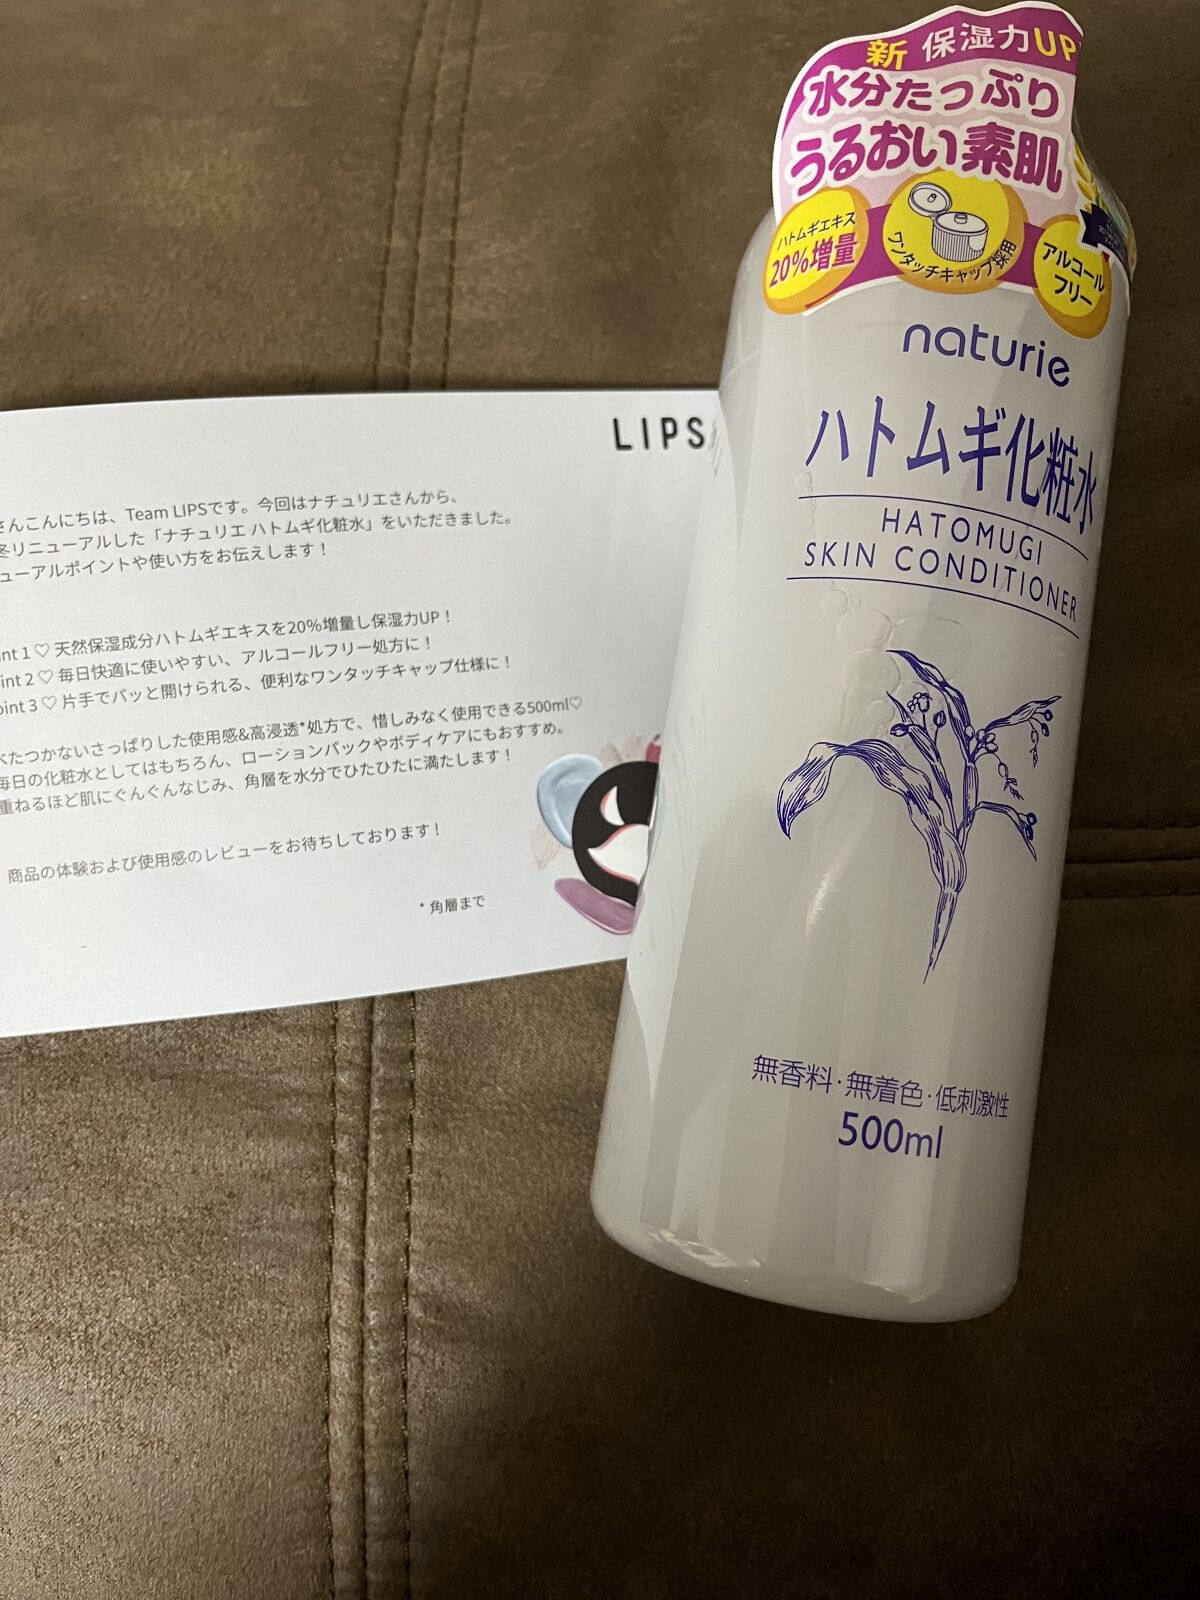 新 保湿力UP
水分たっぷり
うるおい素肌
ハトムギエキス
20%増量
ワンタッチキャップ採用
アルコール
フリー
naturie
ハトムギ化粧水
HATOMUGI
SKIN CONDITIONER
無香料・無着色・低刺激性
500ml
LIPS
さんこんにちは、Team LIPSです。今回はナチュリエさんから、
冬リニューアルした「ナチュリエ ハトムギ化粧水」をいただきました。
ューアルポイントや使い方をお伝えします！
int 1♡天然保湿成分ハトムギエキスを20%増量し保湿力UP！
oint 2♡毎日快適に使いやすい、アルコールフリー処方に！
oint 3♡片手でパッと開けられる、便利なワンタッチキャップ仕様に！
べたつかないさっぱりした使用感&高浸透*処方で、惜しみなく使用できる500ml♡
毎日の化粧水としてはもちろん、ローションパックやボディケアにもおすすめ。
重ねるほど肌にぐんぐんなじみ、角層を水分でひたひたに満たします！
商品の体験および使用感のレビューをお待ちしております！
* 角層まで